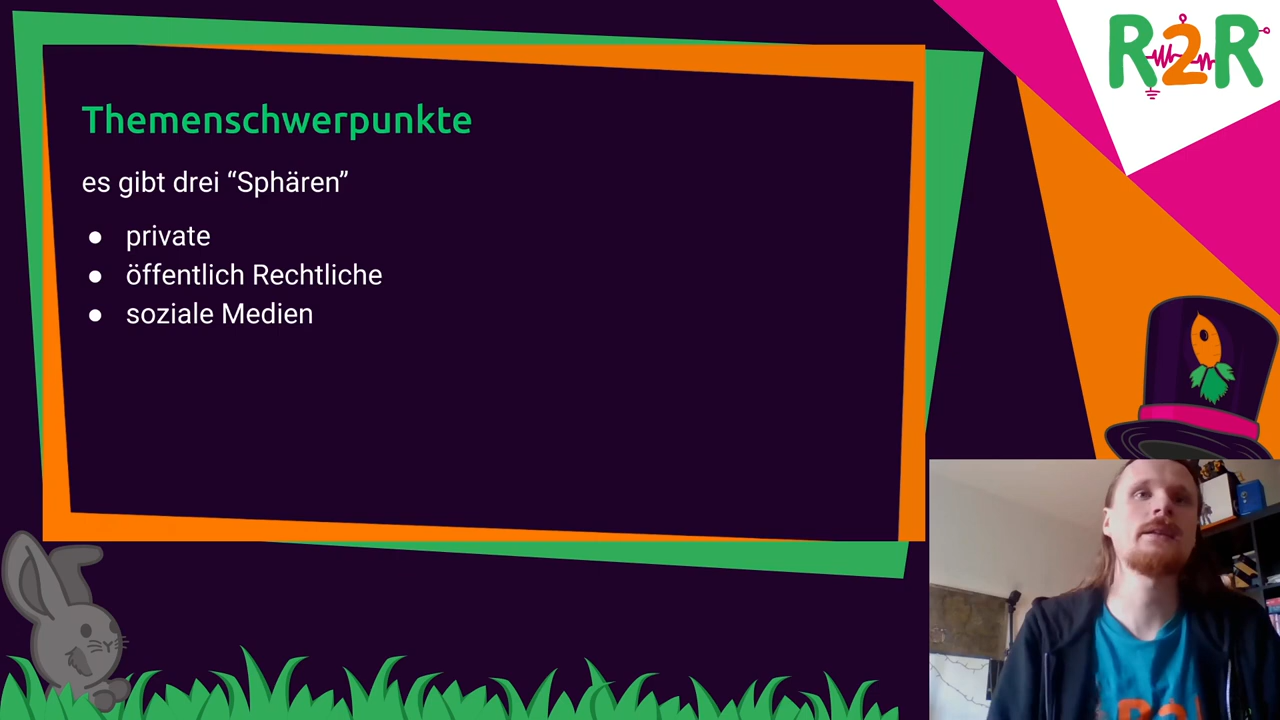 R2R
Themenschwerpunkte
es gibt drei “Sphären”
● private
● öffentlich Rechtliche
● soziale Medien